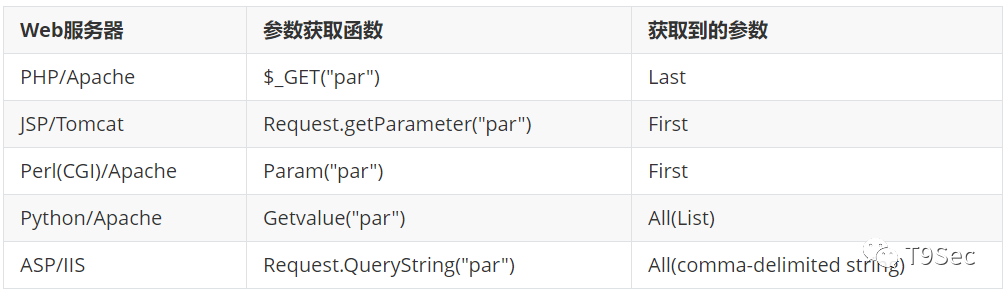 Web服务器 参数获取函数 获取到的参数
PHP/Apache $_GET("par") Last
JSP/Tomcat Request.getParameter("par") First
Perl(CGI)/Apache Param("par") First
Python/Apache Getvalue("par") All(List)
ASP/IIS Request.QueryString("par") All(comma-delimited string)
T9Sec